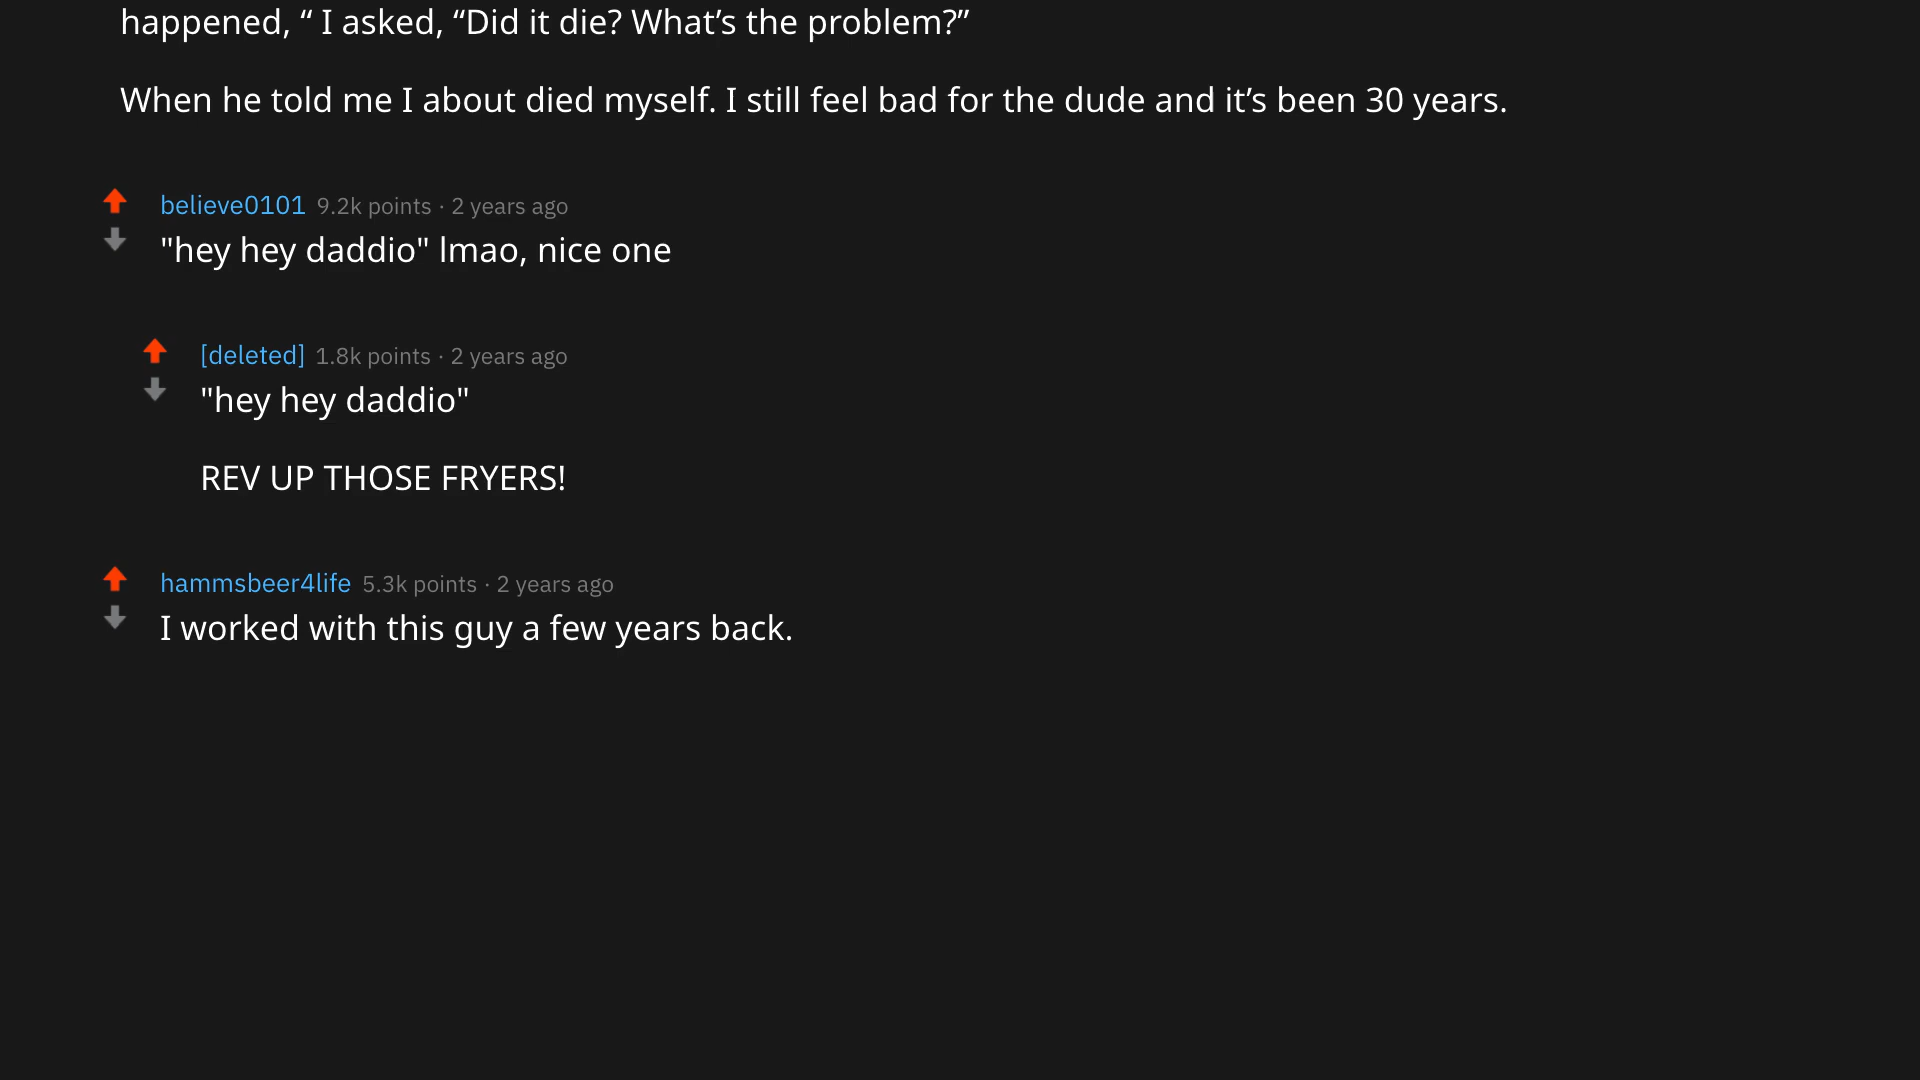 happened, “ I asked, “Did it die? What’s the problem?”
When he told me I about died myself. I still feel bad for the dude and it’s been 30 years.
believe0101 9.2k points · 2 years ago
"hey hey daddio" lmao, nice one
[deleted] 1.8k points · 2 years ago
"hey hey daddio"
REV UP THOSE FRYERS!
hammsbeer4life 5.3k points · 2 years ago
I worked with this guy a few years back.